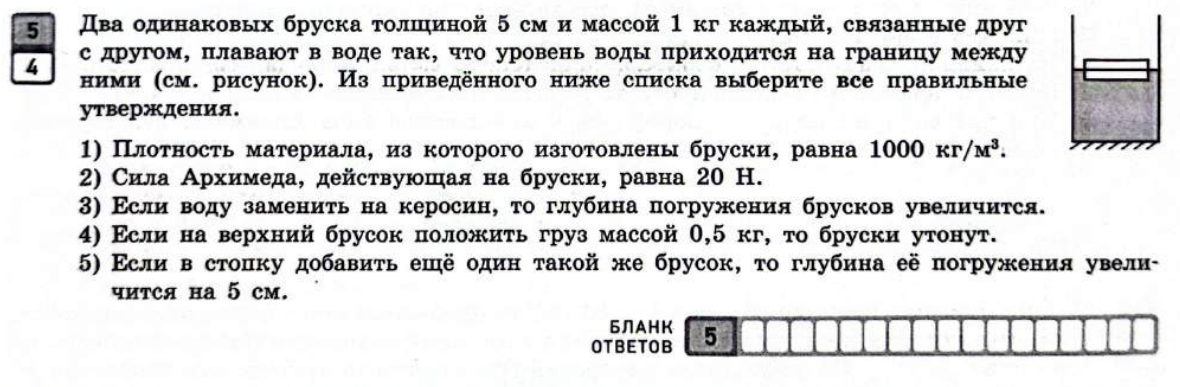 5
4
Два одинаковых бруска толщиной 5 см и массой 1 кг каждый, связанные друг
с другом, плавают в воде так, что уровень воды приходится на границу между
ними (см. рисунок). Из приведённого ниже списка выберите все правильные
утверждения.
1) Плотность материала, из которого изготовлены бруски, равна 1000 кг/м³.
2) Сила Архимеда, действующая на бруски, равна 20 Н.
3) Если воду заменить на керосин, то глубина погружения брусков увеличится.
4) Если на верхний брусок положить груз массой 0,5 кг, то бруски утонут.
5) Если в стопку добавить ещё один такой же брусок, то глубина её погружения увели-
чится на 5 см.
БЛАНК
ОТВЕТОВ
5